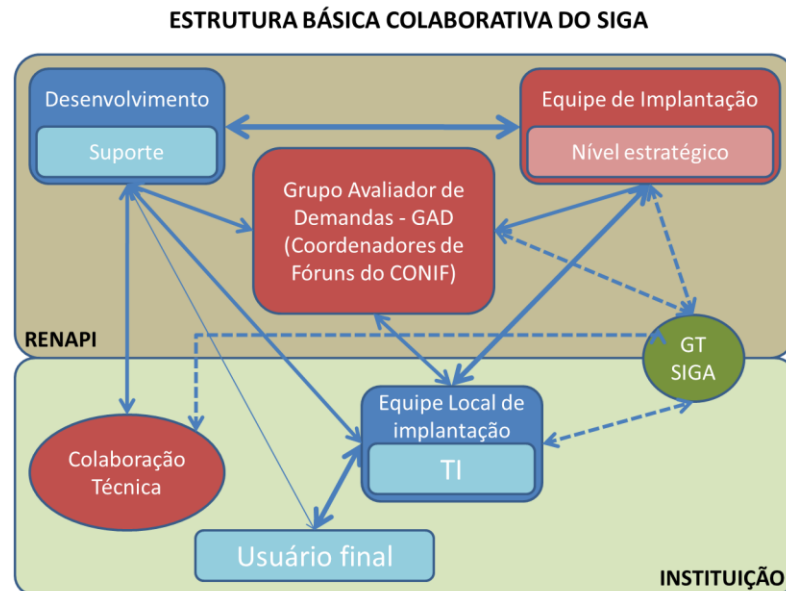 ESTRUTURA BÁSICA COLABORATIVA DO SIGA
Desenvolvimento
Suporte
Equipe de Implantação
Nível estratégico
Grupo Avaliador de
Demandas - GAD
(Coordenadores de
Fóruns do CONIF)
RENAPI
GT
SIGA
Equipe Local de
implantação
TI
Colaboração
Técnica
Usuário final
INSTITUIÇÃO